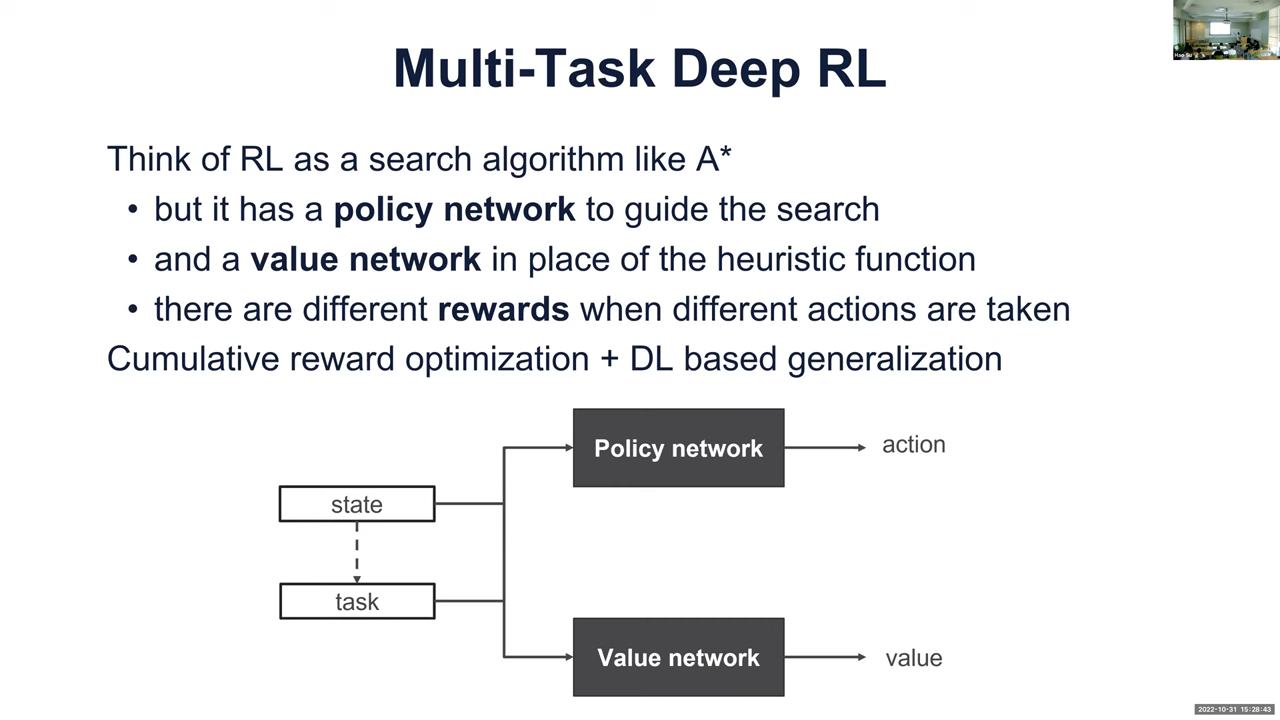 Multi-Task Deep RL
Think of RL as a search algorithm like A*
• but it has a policy network to guide the search
• and a value network in place of the heuristic function
• there are different rewards when different actions are taken
Cumulative reward optimization + DL based generalization
Policy network
action
state
task
Value network
value
2022-10-31 15:28:43